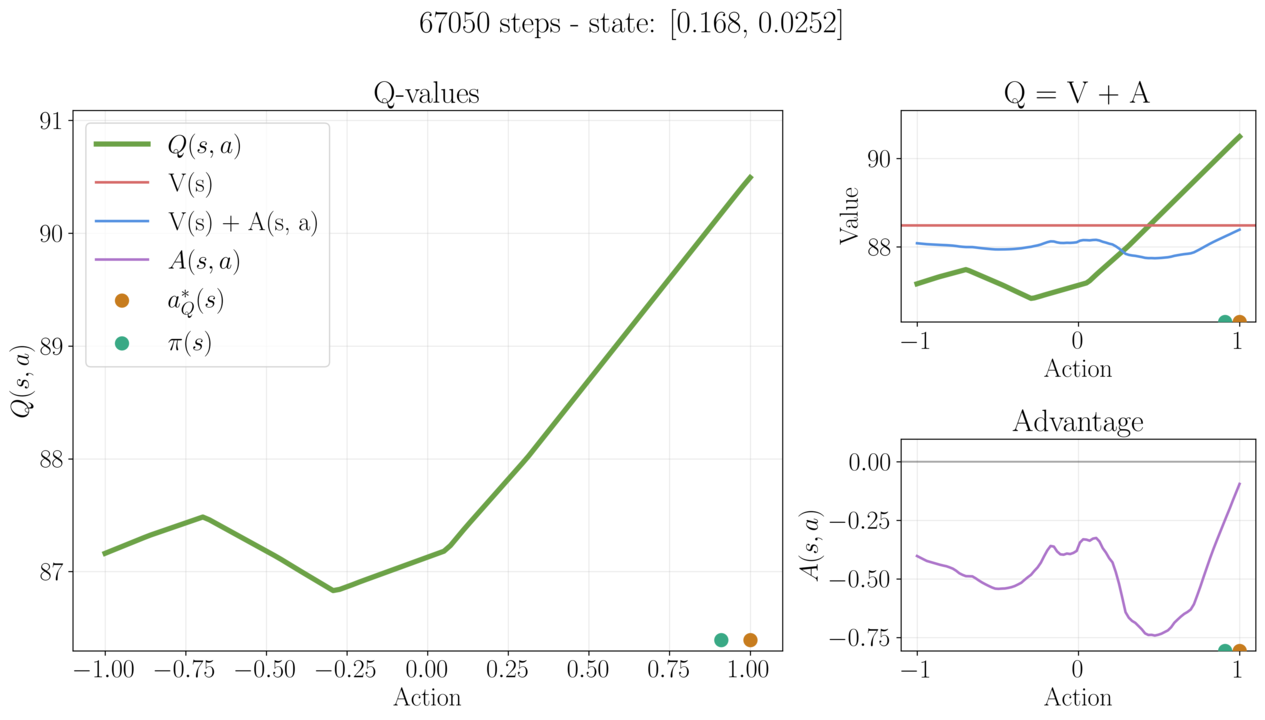 67050 steps - state: [0.168, 0.0252]
Q-values
91
90
89
88
87
Q(s, a)
Q(s, a)
V(s)
V(s) + A(s, a)
A(s, a)
a*_Q(s)
π(s)
−1.00 −0.75 −0.50 −0.25 0.00 0.25 0.50 0.75 1.00
Action
Q = V + A
90
88
Value
−1 0 1
Action
Advantage
0.00
−0.25
−0.50
−0.75
A(s, a)
−1 0 1
Action